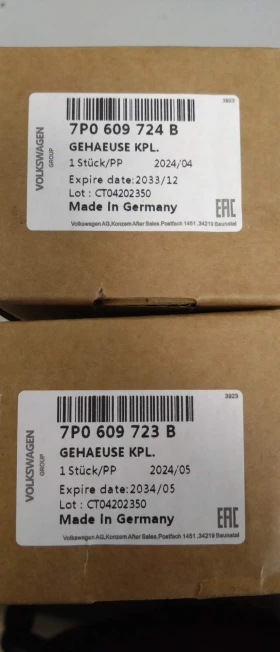 3923
7P0 609 724 B
GEHAEUSE KPL.
1 Stück/PP 2024/04
Expire date:2033/12
Lot : CT04202350
Made In Germany
VOLKSWAGEN
GROUP
EAC
Volkswagen AG,Konzern After Sales,Postfach 1451 ,34219 Baunatal
3923
7P0 609 723 B
GEHAEUSE KPL.
1 Stück/PP 2024/05
Expire date:2034/05
Lot : CT04202350
Made In Germany
VOLKSWAGEN
GROUP
EAC
Volkswagen AG,Konzern After Sales,Postfach 1451 ,34219 Baunatal